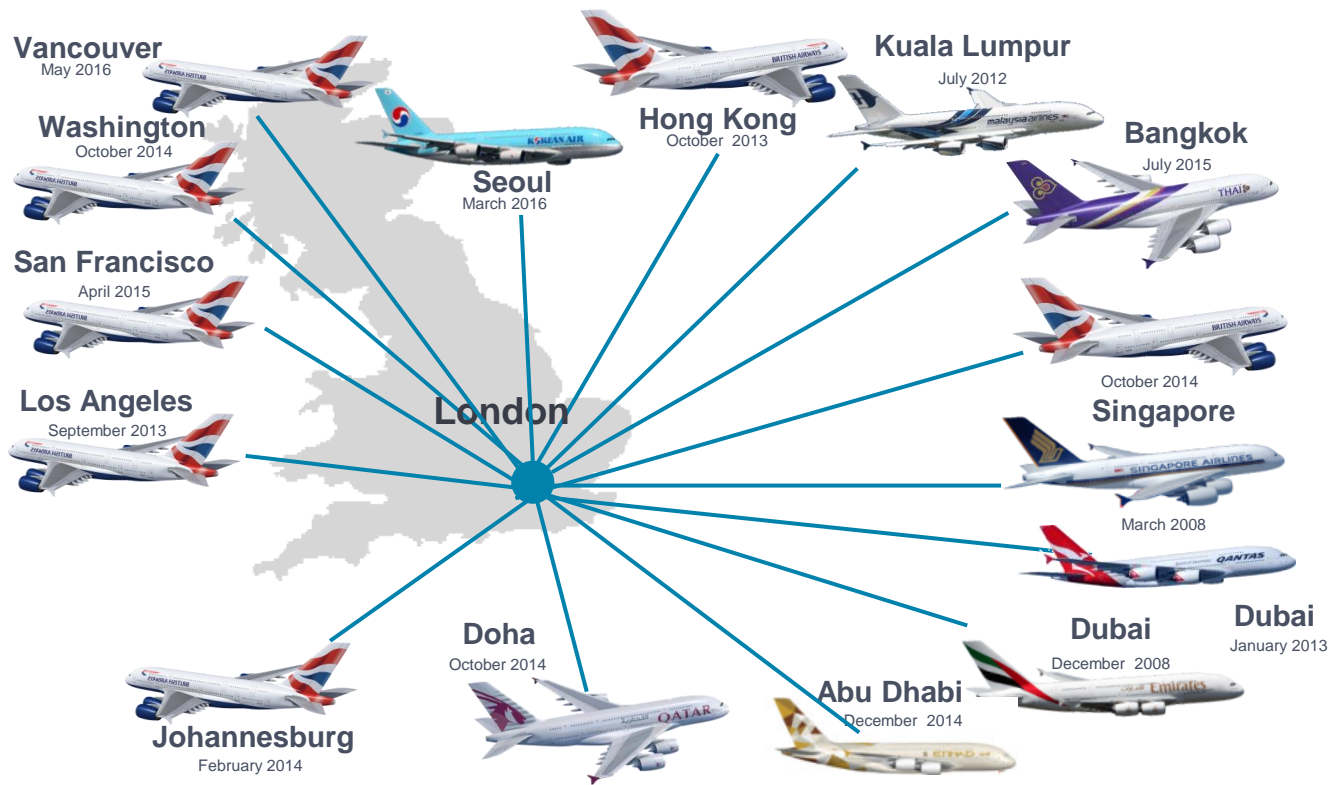 Vancouver
May 2016
Washington
October 2014
San Francisco
April 2015
Los Angeles
September 2013
KOREAN AIR
Seoul
March 2016
BRITISH AIRWAYS
Hong Kong
October 2013
Kuala Lumpur
July 2012
malaysia airlines
Bangkok
July 2015
THAI
BRITISH AIRWAYS
October 2014
Singapore
SINGAPORE AIRLINES
March 2008
QANTAS
Dubai
January 2013
London
Dubai
December 2008
Emirates
Abu Dhabi
December 2014
ETIHAD
Doha
October 2014
QATAR
Johannesburg
February 2014